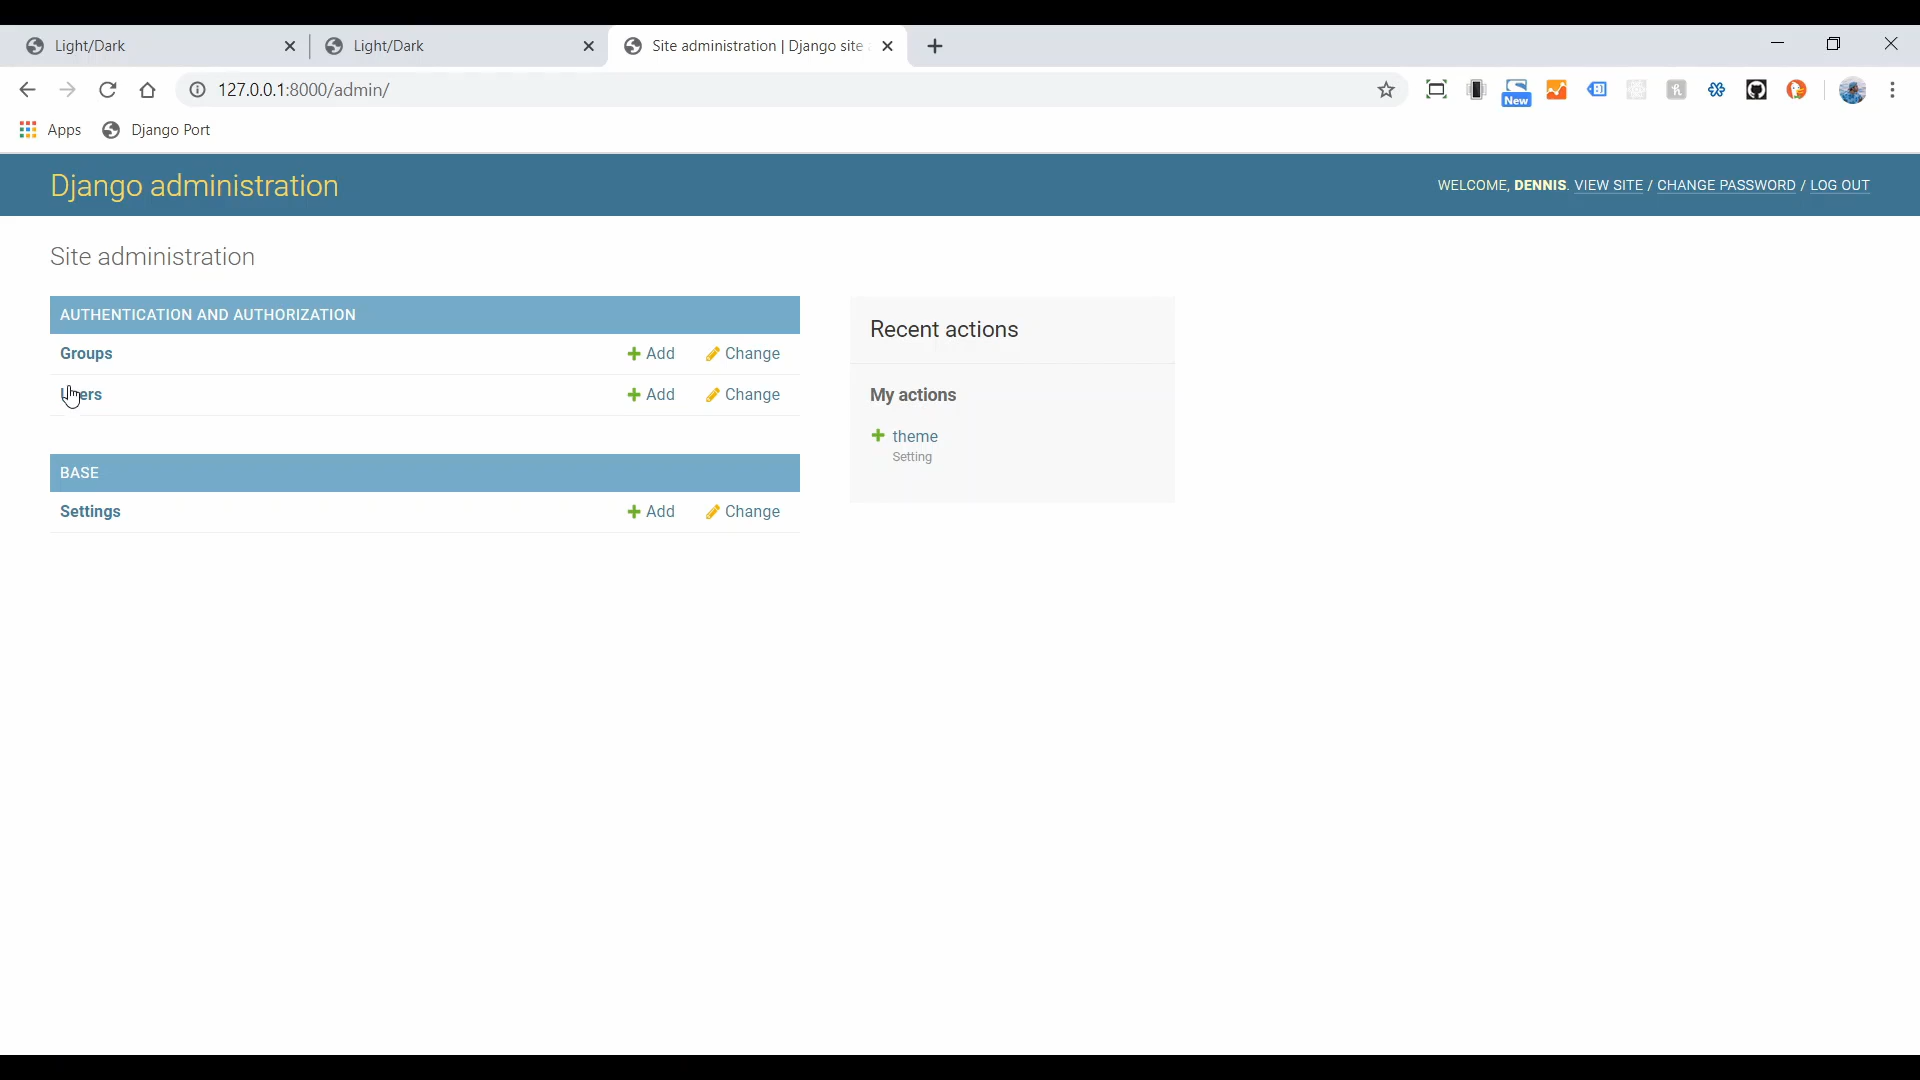 Light/Dark
Light/Dark
Site administration | Django site
127.0.0.1:8000/admin/
New
Apps
Django Port
Django administration
WELCOME, DENNIS. VIEW SITE / CHANGE PASSWORD / LOG OUT
Site administration
AUTHENTICATION AND AUTHORIZATION
Groups Add Change
Users Add Change
BASE
Settings Add Change
Recent actions
My actions
theme
Setting